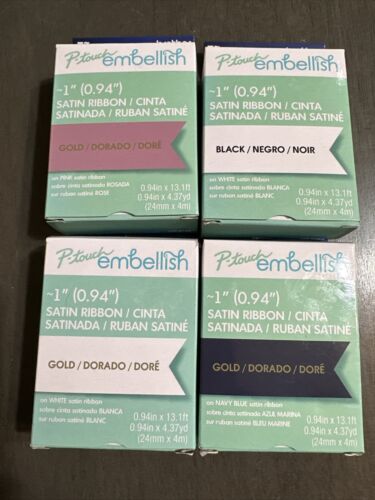 P-touch embellish
~1" (0.94")
SATIN RIBBON / CINTA
SATINADA / RUBAN SATINÉ
GOLD / DORADO / DORÉ
on PINK satin ribbon
sobre cinta satinada ROSADA
sur ruban satiné ROSE
0.94in x 13.1ft
0.94in x 4.37yd
(24mm x 4m)
P-touch embellish
~1" (0.94")
SATIN RIBBON / CINTA
SATINADA / RUBAN SATINÉ
BLACK / NEGRO / NOIR
on WHITE satin ribbon
sobre cinta satinada BLANCA
sur ruban satiné BLANC
0.94in x 13.1ft
0.94in x 4.37yd
(24mm x 4m)
P-touch embellish
~1" (0.94")
SATIN RIBBON / CINTA
SATINADA / RUBAN SATINÉ
GOLD / DORADO / DORÉ
on WHITE satin ribbon
sobre cinta satinada BLANCA
sur ruban satiné BLANC
0.94in x 13.1ft
0.94in x 4.37yd
(24mm x 4m)
P-touch embellish
~1" (0.94")
SATIN RIBBON / CINTA
SATINADA / RUBAN SATINÉ
GOLD / DORADO / DORÉ
on NAVY BLUE satin ribbon
sobre cinta satinada AZUL MARINA
sur ruban satiné BLEU MARINE
0.94in x 13.1ft
0.94in x 4.37yd
(24mm x 4m)